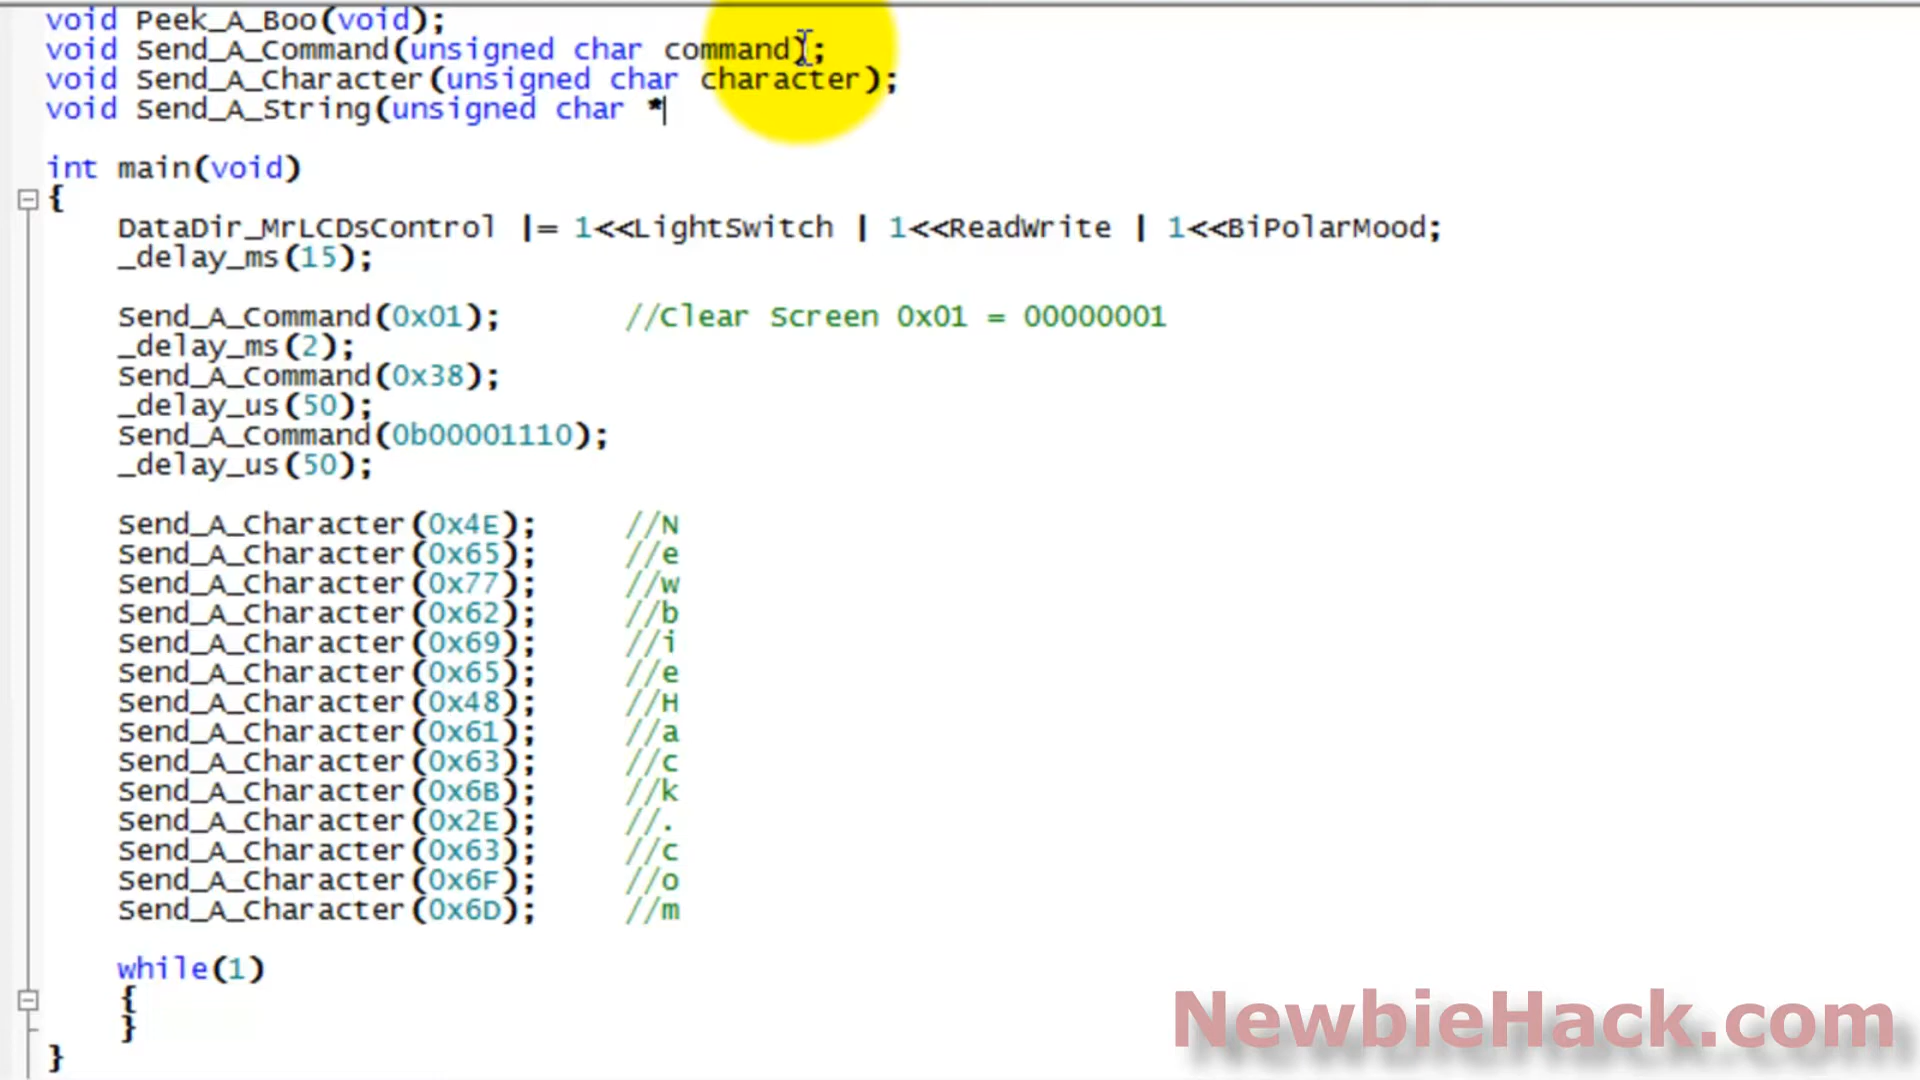 void Peek_A_Boo(void);
void Send_A_Command(unsigned char command);
void Send_A_Character(unsigned char character);
void Send_A_String(unsigned char *
int main(void)
{
DataDir_MrLCDsControl |= 1<<LightSwitch | 1<<ReadWrite | 1<<BiPolarMood;
_delay_ms(15);
Send_A_Command(0x01); //Clear Screen 0x01 = 00000001
_delay_ms(2);
Send_A_Command(0x38);
_delay_us(50);
Send_A_Command(0b00001110);
_delay_us(50);
Send_A_Character(0x4E); //N
Send_A_Character(0x65); //e
Send_A_Character(0x77); //w
Send_A_Character(0x62); //b
Send_A_Character(0x69); //i
Send_A_Character(0x65); //e
Send_A_Character(0x48); //H
Send_A_Character(0x61); //a
Send_A_Character(0x63); //c
Send_A_Character(0x6B); //k
Send_A_Character(0x2E); //.
Send_A_Character(0x63); //c
Send_A_Character(0x6F); //o
Send_A_Character(0x6D); //m
while(1)
{
}
}
NewbieHack.com